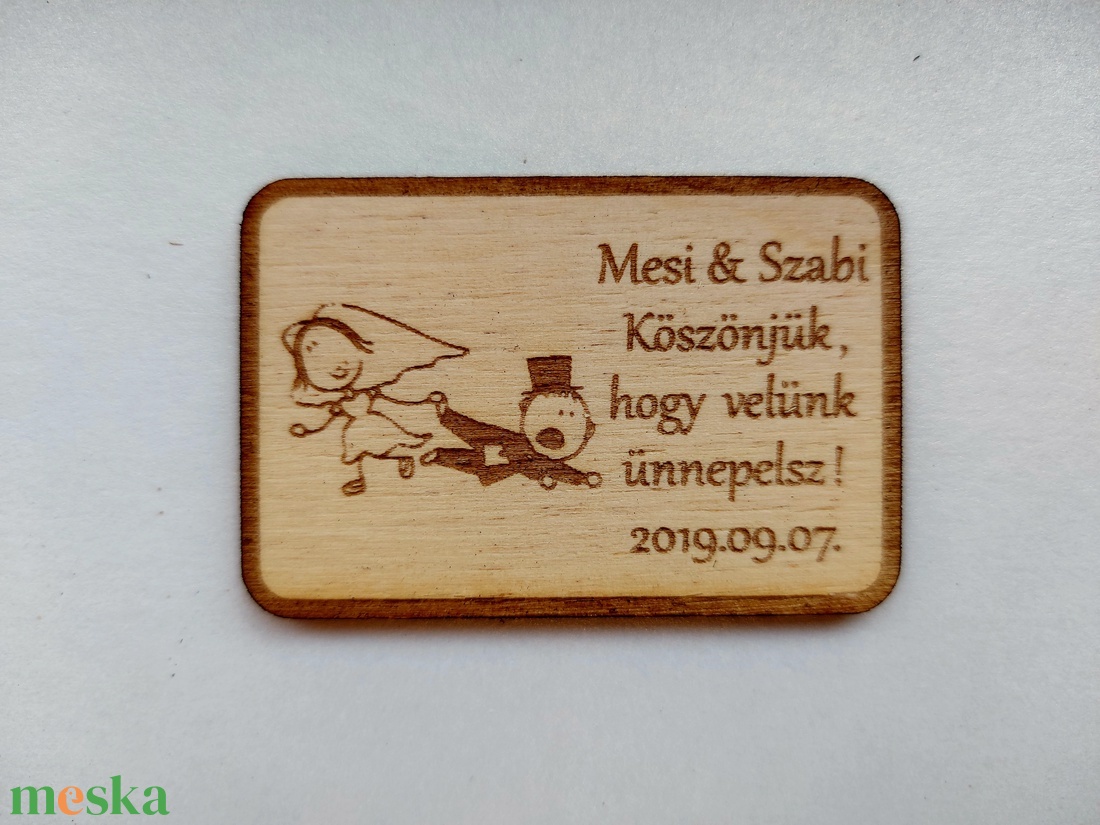 Mesi & Szabi
Köszönjük,
hogy velünk
ünnepelsz!
2019.09.07.
meska